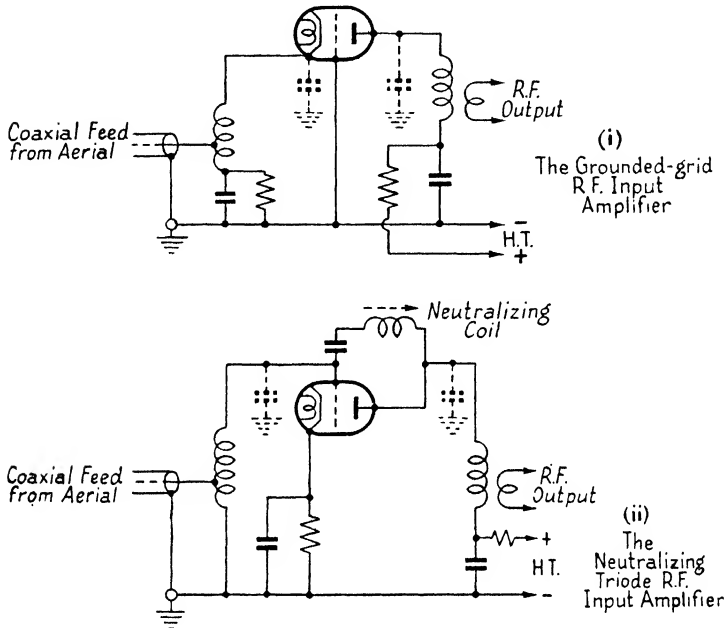 Coaxial Feed
from Aerial
R.F.
Output
(i)
The Grounded-grid
R.F. Input
Amplifier
−
H.T.
+
Neutralizing
Coil
Coaxial Feed
from Aerial
R.F.
Output
(ii)
The
Neutralizing
Triode R.F.
Input Amplifier
+
H.T.
-